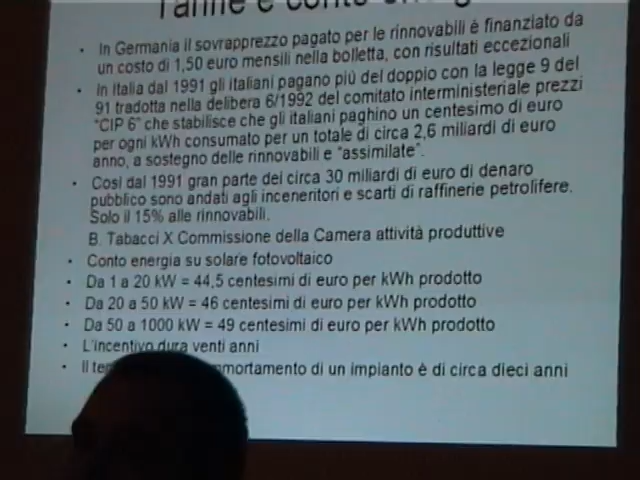 e conto
• In Germania il sovrapprezzo pagato per le rinnovabili è finanziato da
un costo di 1,50 euro mensili nella bolletta, con risultati eccezionali
• In Italia dal 1991 gli italiani pagano più del doppio con la legge 9 del
91 tradotta nella delibera 6/1992 del comitato interministeriale prezzi
"CIP 6" che stabilisce che gli italiani paghino un centesimo di euro
per ogni kWh consumato per un totale di circa 2,6 miliardi di euro
anno, a sostegno delle rinnovabili e "assimilate".
• Così dal 1991 gran parte dei circa 30 miliardi di euro di denaro
pubblico sono andati agli inceneritori e scarti di raffinerie petrolifere.
Solo il 15% alle rinnovabili.
B. Tabacci X Commissione della Camera attività produttive
• Conto energia su solare fotovoltaico
• Da 1 a 20 kW = 44,5 centesimi di euro per kWh prodotto
• Da 20 a 50 kW = 46 centesimi di euro per kWh prodotto
• Da 50 a 1000 kW = 49 centesimi di euro per kWh prodotto
• L'incentivo dura venti anni
• Il di un impianto è di circa dieci anni